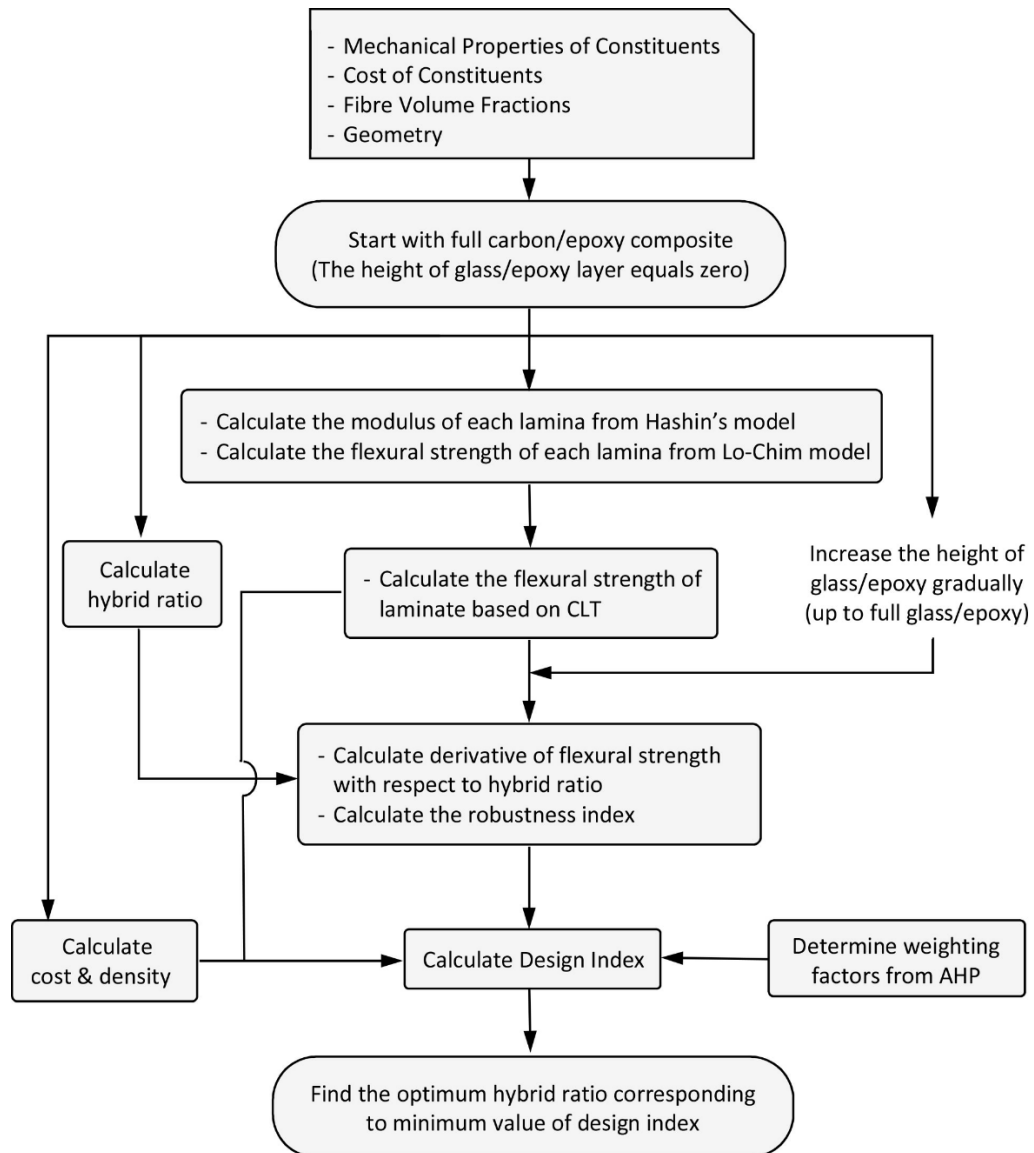 - Mechanical Properties of Constituents
- Cost of Constituents
- Fibre Volume Fractions
- Geometry
Start with full carbon/epoxy composite
(The height of glass/epoxy layer equals zero)
- Calculate the modulus of each lamina from Hashin's model
- Calculate the flexural strength of each lamina from Lo-Chim model
Calculate
hybrid ratio
- Calculate the flexural strength of
laminate based on CLT
Increase the height of
glass/epoxy gradually
(up to full glass/epoxy)
- Calculate derivative of flexural strength
with respect to hybrid ratio
- Calculate the robustness index
Calculate
cost & density
Calculate Design Index
Determine weighting
factors from AHP
Find the optimum hybrid ratio corresponding
to minimum value of design index